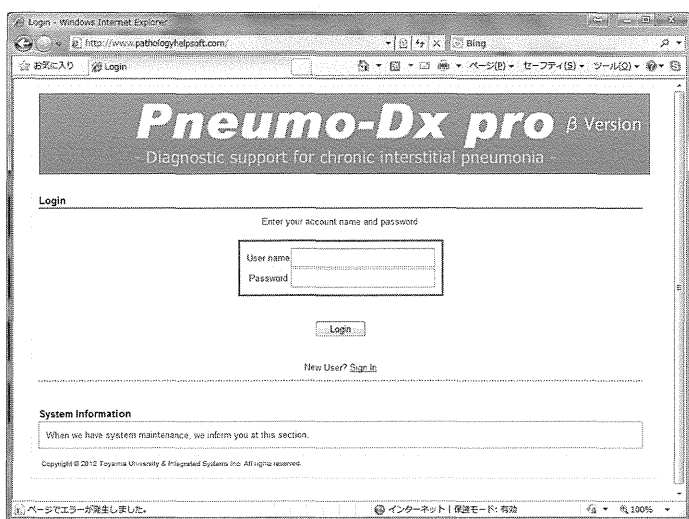 Login - Windows Internet Explorer
http://www.pathologyhelpsoft.com/
Bing
お気に入り
Login
ページ(P)
セーフティ(S)
ツール(O)
Pneumo-Dx pro β Version
- Diagnostic support for chronic interstitial pneumonia -
Login
Enter your account name and password
User name
Password
Login
New User? Sign In
System Information
When we have system maintenance, we inform you at this section.
Copyright © 2012 Toyama University & Integrated Systems Inc. All rights reserved.
ページでエラーが発生しました。
インターネット | 保護モード: 有効
100%